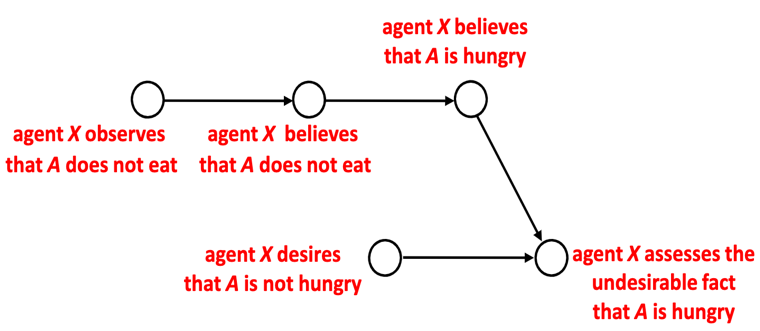 agent X believes
that A is hungry
agent X observes
that A does not eat
agent X believes
that A does not eat
agent X desires
that A is not hungry
agent X assesses the
undesirable fact
that A is hungry